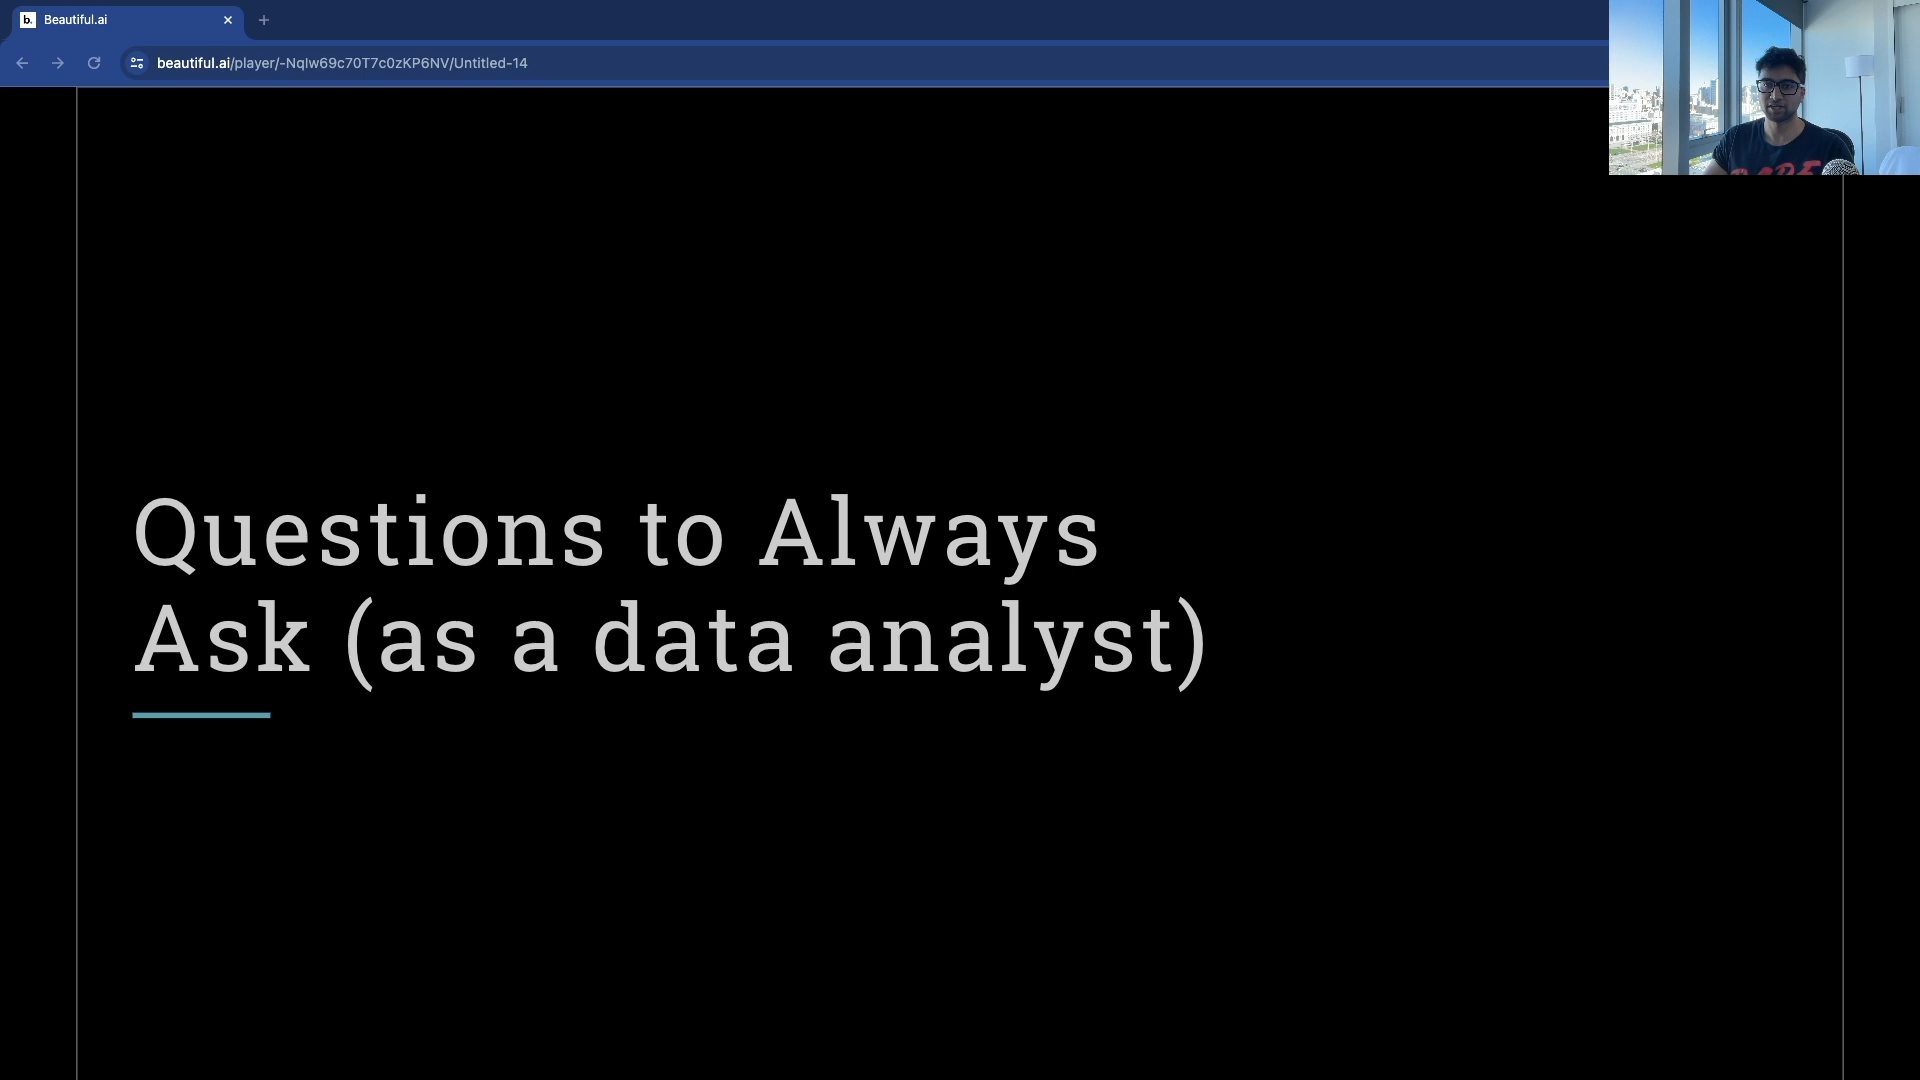 Beautiful.ai
beautiful.ai/player/-Nqlw69c70T7c0zKP6NV/Untitled-14
Questions to Always
Ask (as a data analyst)